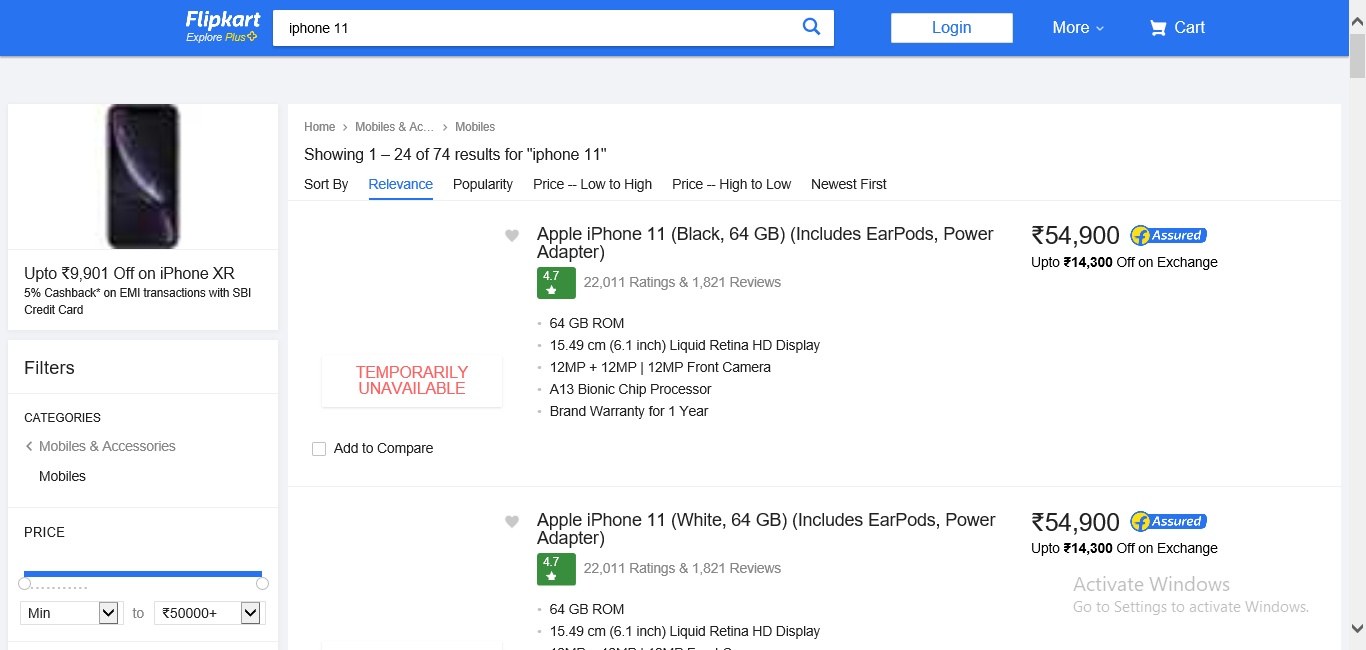 Flipkart
Explore Plus
iphone 11
Login
More
Cart
Upto ₹9,901 Off on iPhone XR
5% Cashback* on EMI transactions with SBI
Credit Card
Filters
CATEGORIES
Mobiles & Accessories
Mobiles
PRICE
Min
to
₹50000+
Home
Mobiles & Ac...
Mobiles
Showing 1 – 24 of 74 results for "iphone 11"
Sort By Relevance Popularity Price -- Low to High Price -- High to Low Newest First
TEMPORARILY
UNAVAILABLE
Add to Compare
Apple iPhone 11 (Black, 64 GB) (Includes EarPods, Power
Adapter)
4.7
22,011 Ratings & 1,821 Reviews
64 GB ROM
15.49 cm (6.1 inch) Liquid Retina HD Display
12MP + 12MP | 12MP Front Camera
A13 Bionic Chip Processor
Brand Warranty for 1 Year
₹54,900
Assured
Upto ₹14,300 Off on Exchange
Apple iPhone 11 (White, 64 GB) (Includes EarPods, Power
Adapter)
4.7
22,011 Ratings & 1,821 Reviews
64 GB ROM
15.49 cm (6.1 inch) Liquid Retina HD Display
₹54,900
Assured
Upto ₹14,300 Off on Exchange
Activate Windows
Go to Settings to activate Windows.